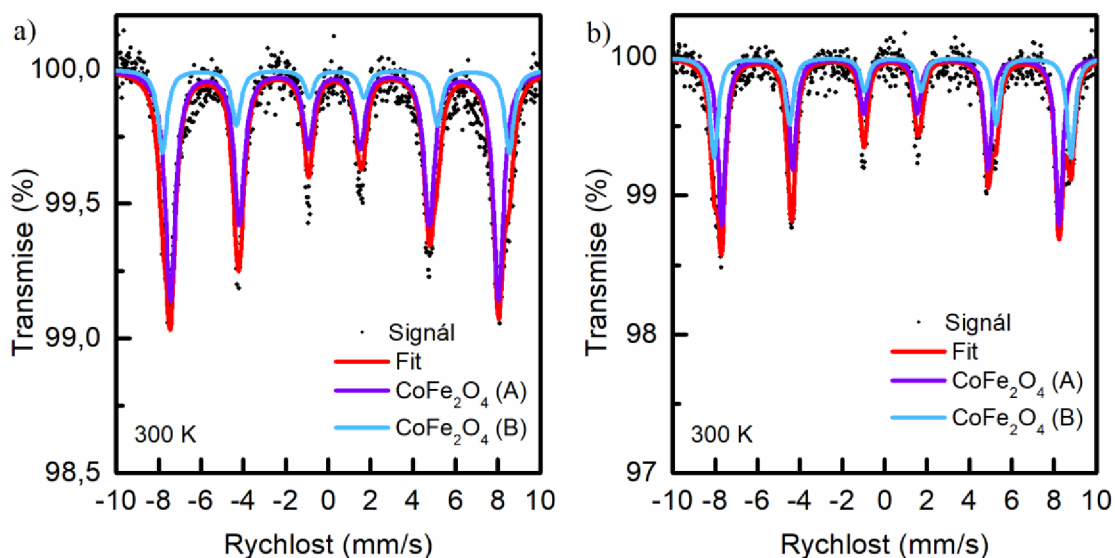 a)
Transmise (%)
100,0
99,5
99,0
98,5
Signál
Fit
CoFe₂O₄ (A)
CoFe₂O₄ (B)
300 K
-10 -8 -6 -4 -2 0 2 4 6 8 10
Rychlost (mm/s)
b)
Transmise (%)
100
99
98
97
Signál
Fit
CoFe₂O₄ (A)
CoFe₂O₄ (B)
300 K
-10 -8 -6 -4 -2 0 2 4 6 8 10
Rychlost (mm/s)